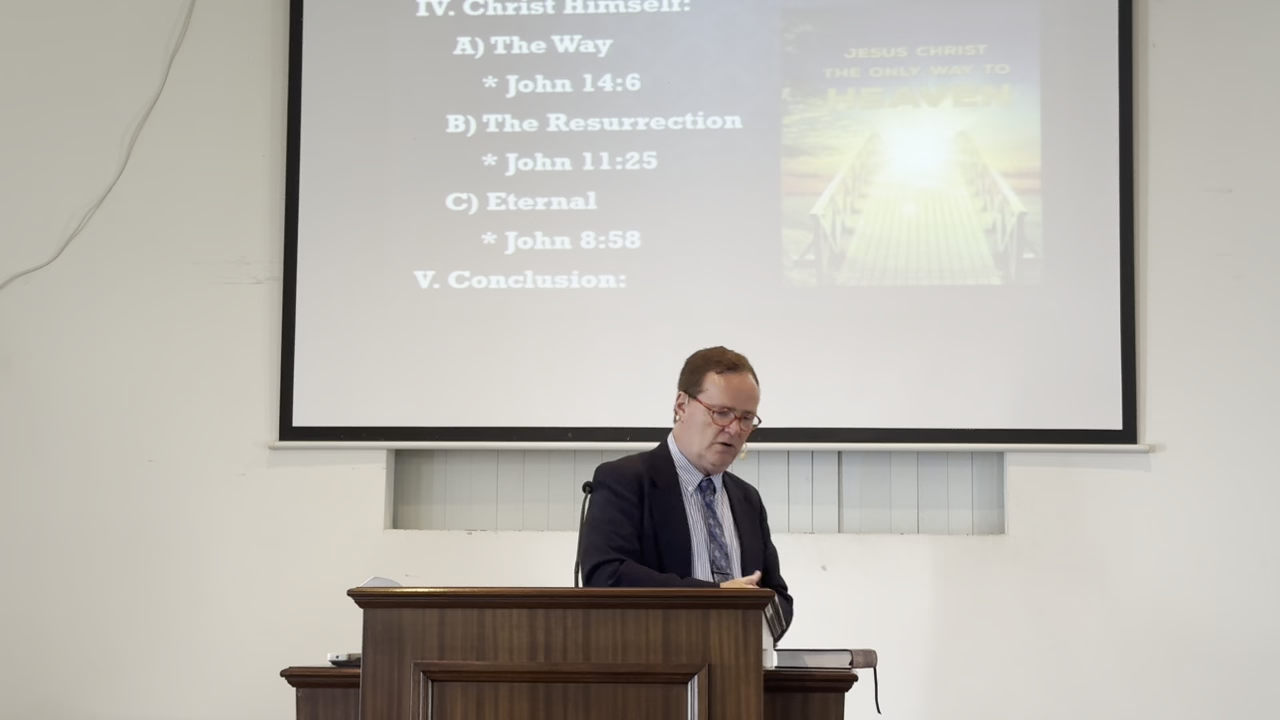 IV. Christ Himself:
A) The Way
* John 14:6
B) The Resurrection
* John 11:25
C) Eternal
* John 8:58
V. Conclusion:
JESUS CHRIST
THE ONLY WAY TO
HEAVEN